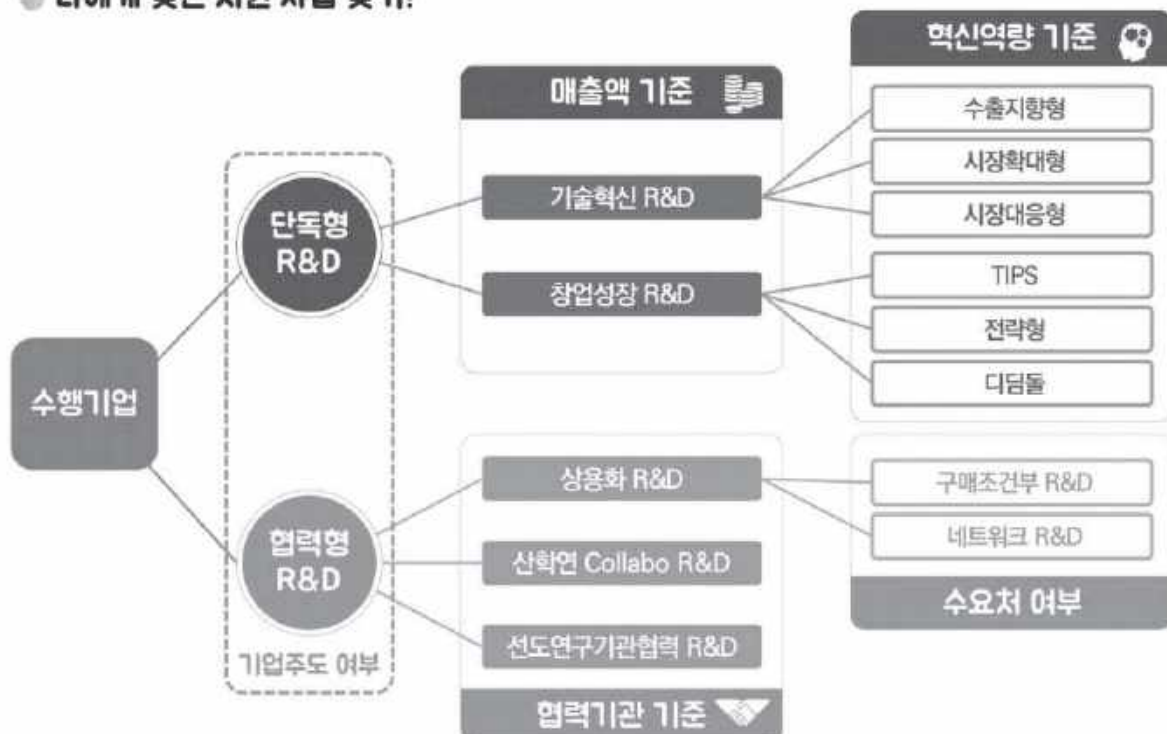 매출액 기준
혁신역량 기준
수출지향형
시장확대형
시장대응형
TIPS
전략형
디딤돌
기술혁신 R&D
창업성장 R&D
단독형
R&D
수행기업
협력형
R&D
기업주도 여부
상용화 R&D
산학연 Collabo R&D
선도연구기관협력 R&D
협력기관 기준
구매조건부 R&D
네트워크 R&D
수요처 여부